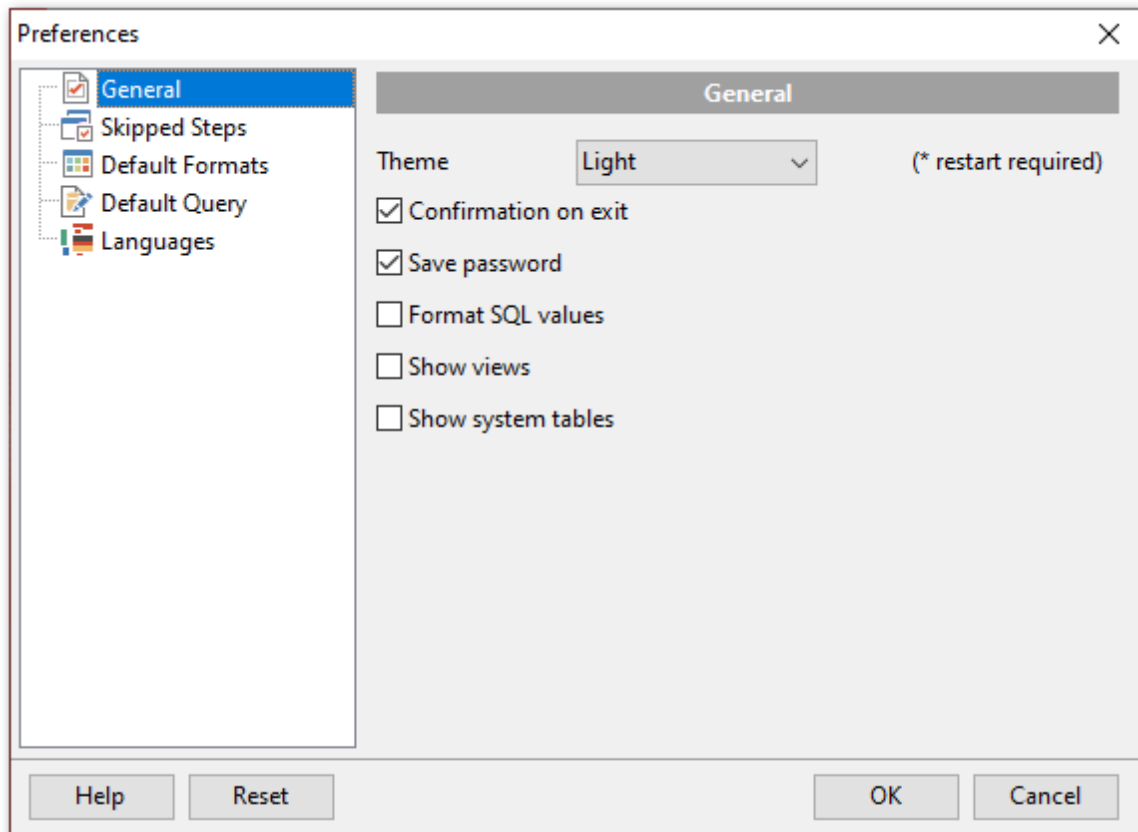 Preferences
General
Skipped Steps
Default Formats
Default Query
Languages
General
Theme Light (* restart required)
Confirmation on exit
Save password
Format SQL values
Show views
Show system tables
Help Reset OK Cancel